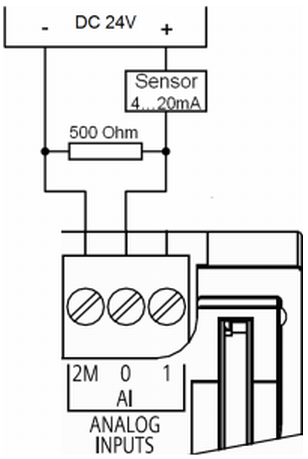 - DC 24V +
Sensor
4...20mA
500 Ohm
2M 0 1
AI
ANALOG
INPUTS